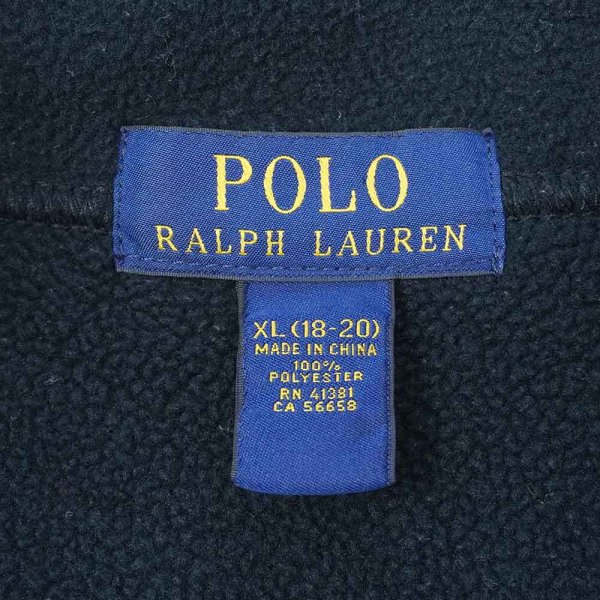 POLO
RALPH LAUREN
XL (18-20)
MADE IN CHINA
100%
POLYESTER
RN 41381
CA 56658